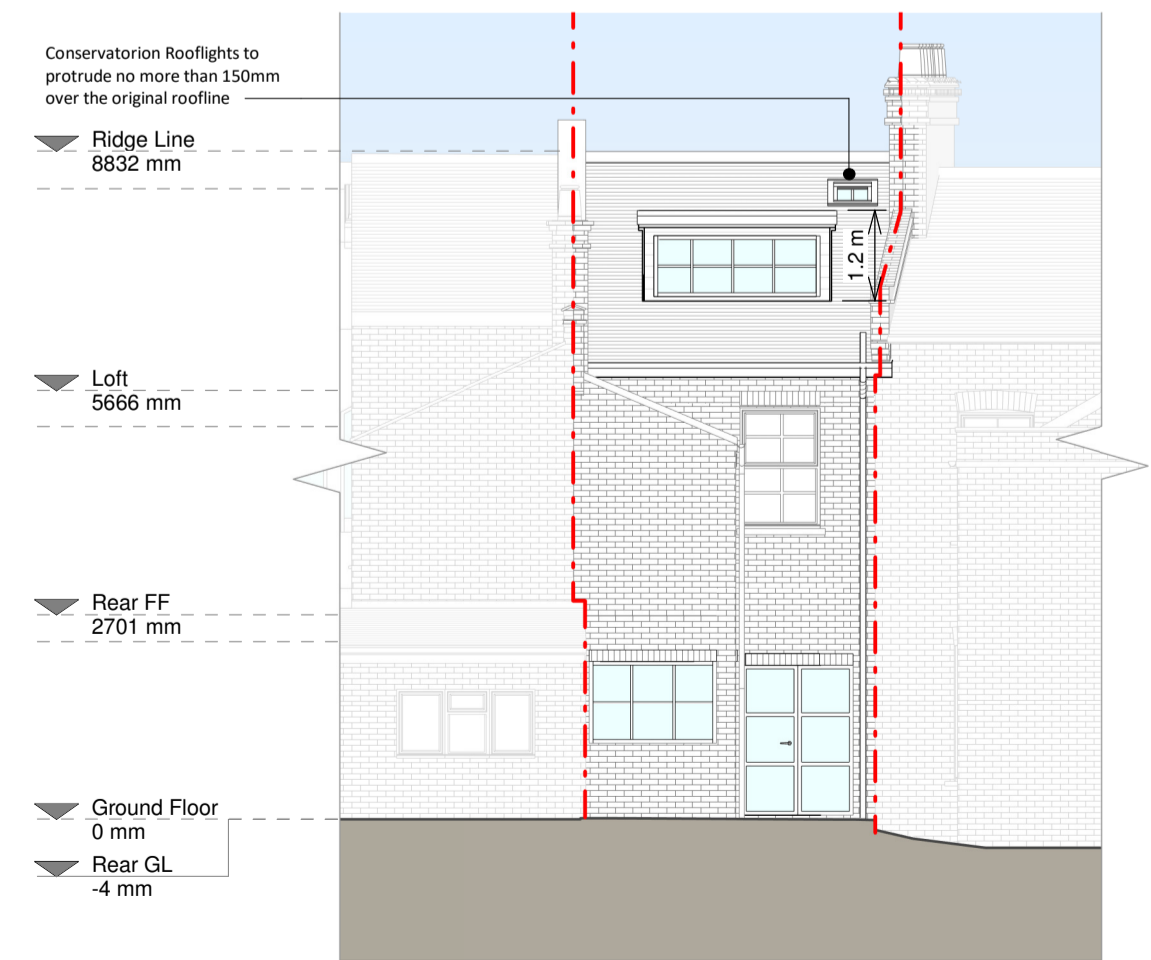 Conservatorion Rooflights to
protrude no more than 150mm
over the original roofline
Ridge Line
8832 mm
1.2 m
Loft
5666 mm
Rear FF
2701 mm
Ground Floor
0 mm
Rear GL
-4 mm